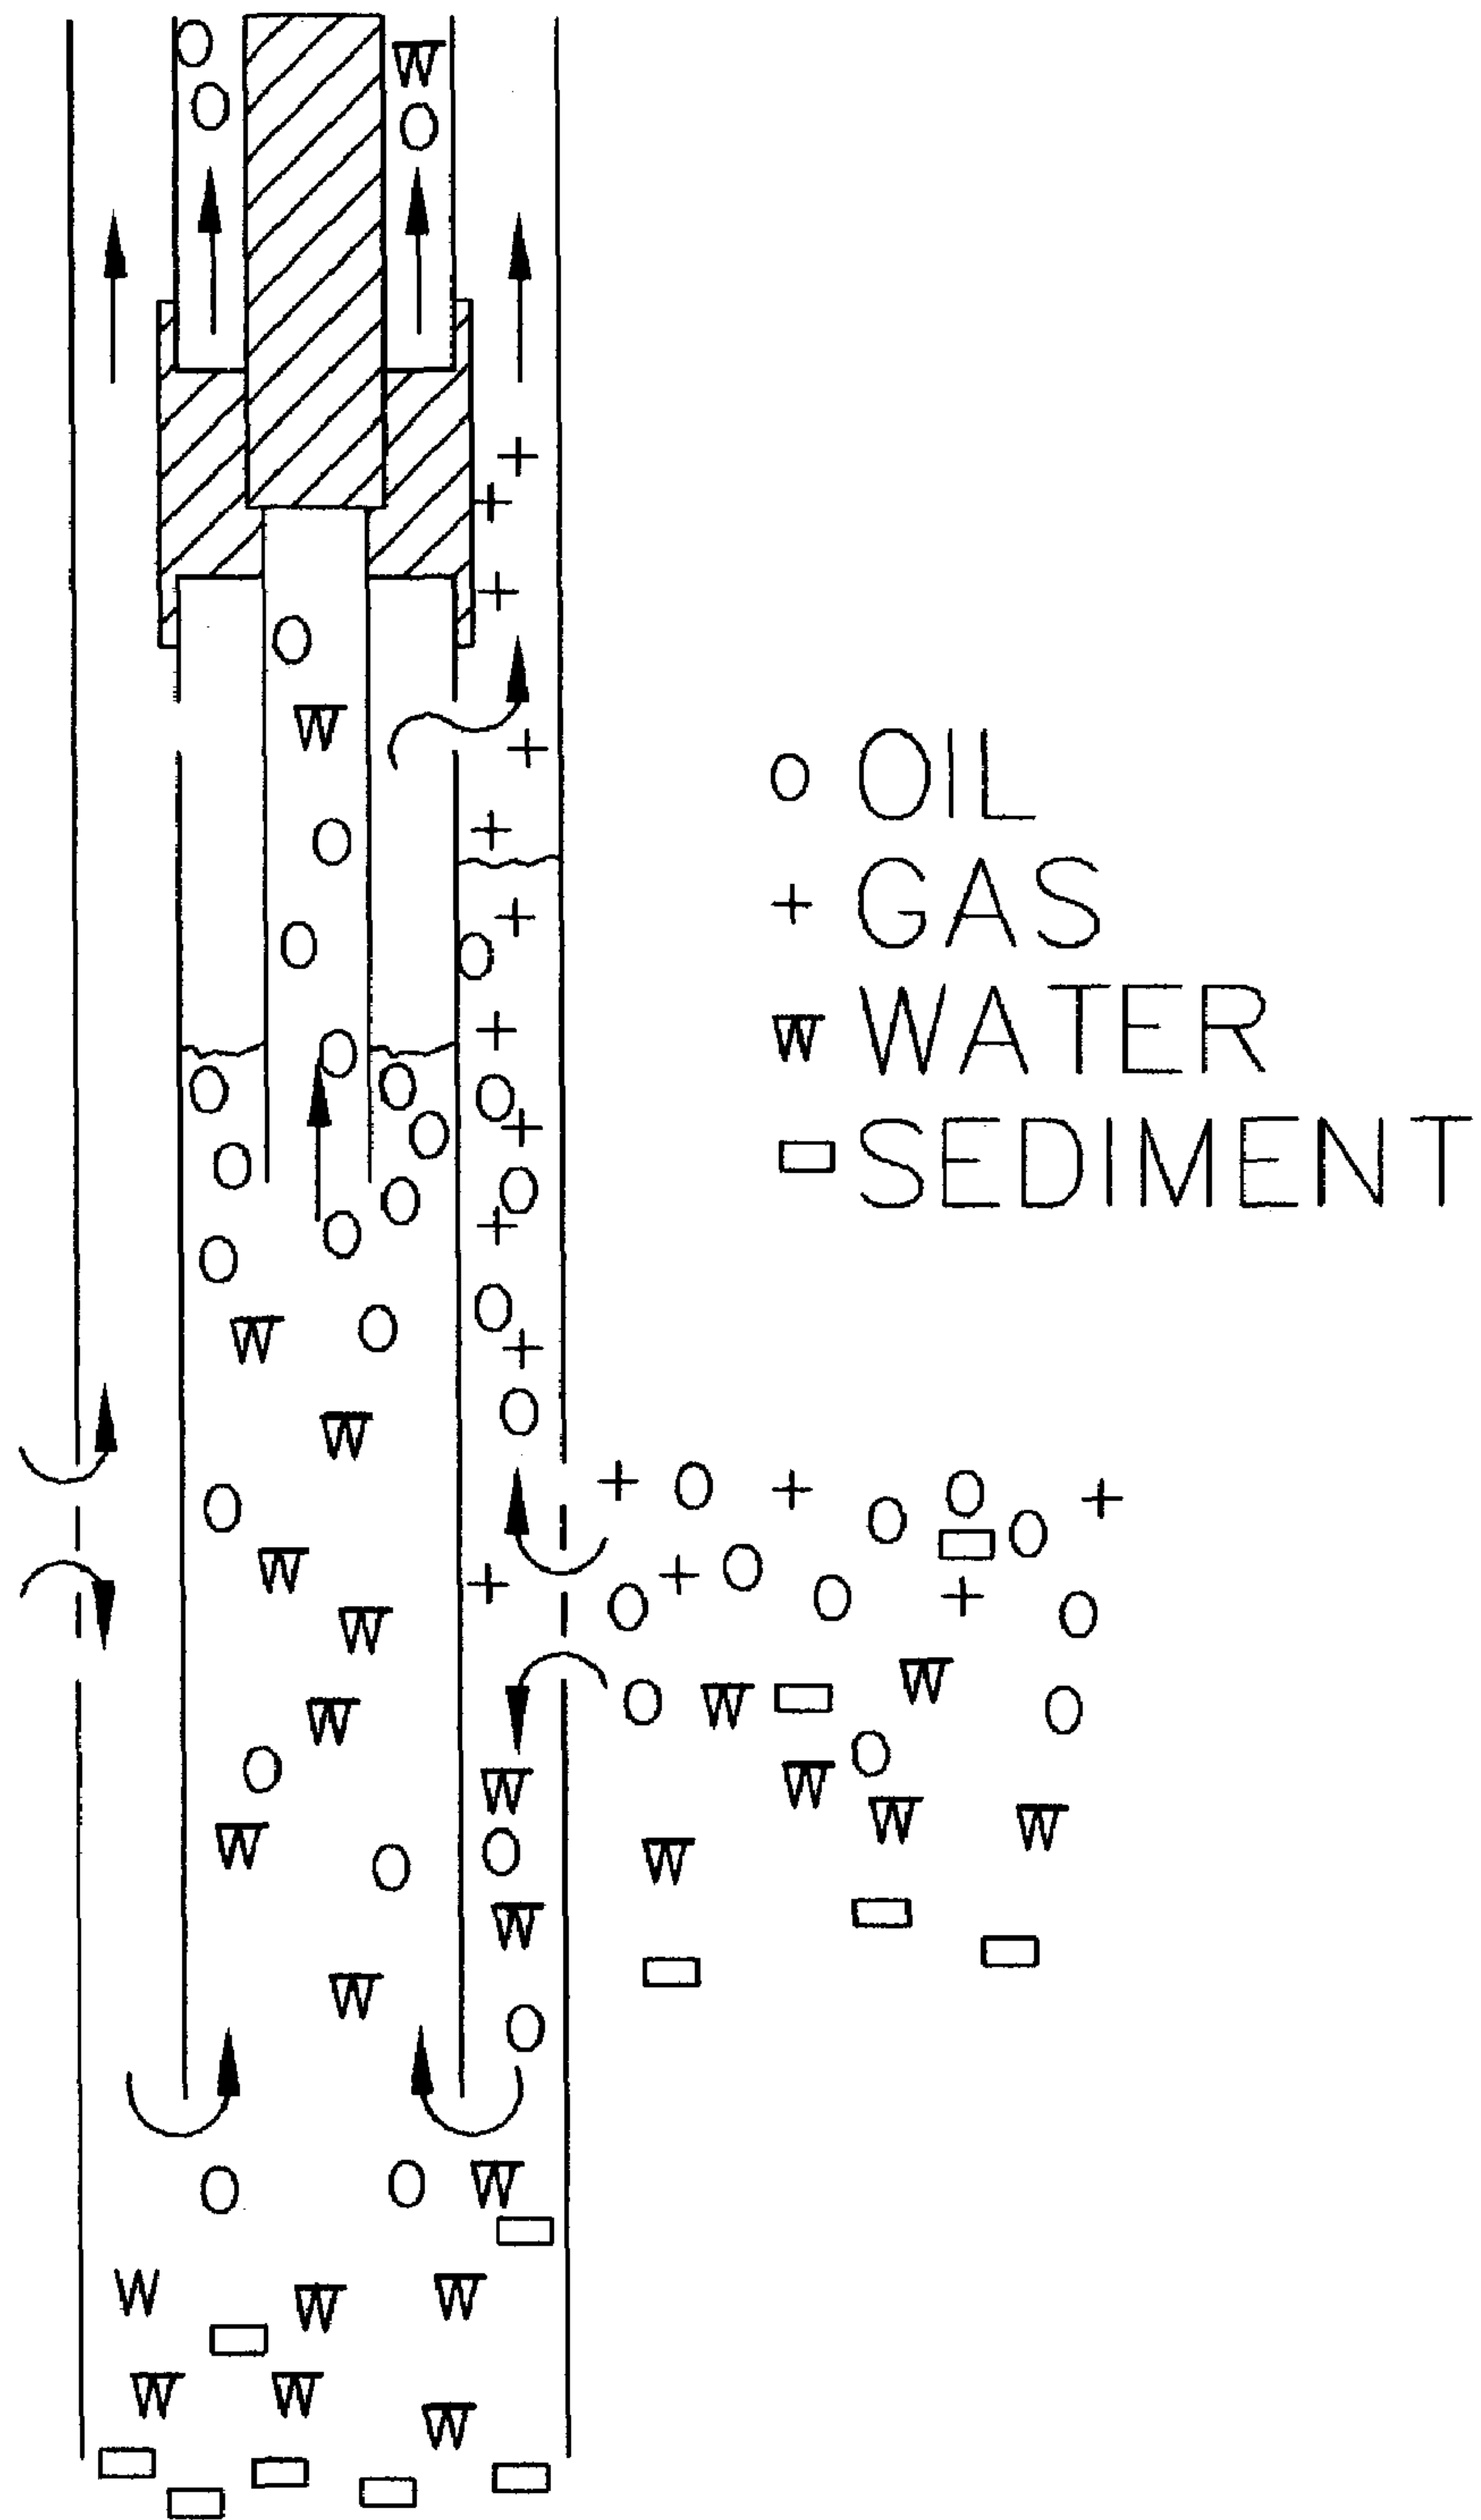 O OIL
+ GAS
W WATER
▭ SEDIMENT